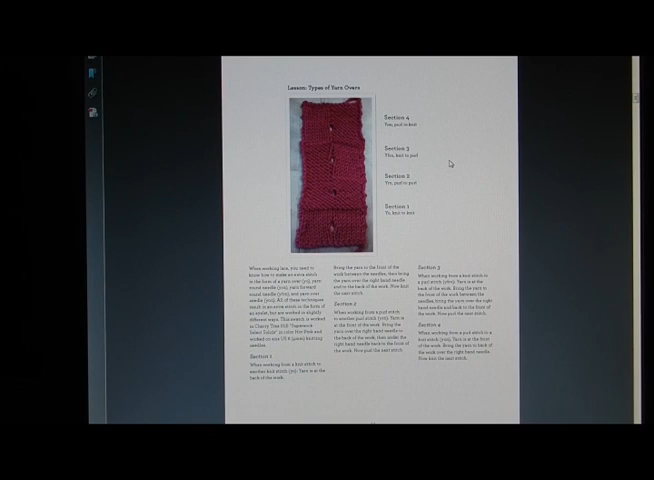 Lesson: Types of Yarn Overs
Section 4
Yon, purl to knit
Section 3
Yfrn, knit to purl
Section 2
Yrn, purl to purl
Section 1
Yo, knit to knit
When working lace, you need to
know how to make an extra stitch
in the form of a yarn over (yo), yarn
round needle (yrn), yarn forward
round needle
needle (yon). All of these techniques
result in an extra stitch in the form of
an eyelet, but are worked in slightly
different ways. This swatch is worked
in Cherry Tree Hill "Supersock
Select Solids" in color Hot Pink and
worked on size US 6 (4mm) knitting
needles.
Section 1
When working from a knit stitch to
another knit stitch (yo): Yarn is at the
back of the work.
Bring the yarn to the front of the
work between the needles, then bring
the yarn over the right hand needle
and to the back of the work. Now knit
the next stitch.
Section 2
When working from a purl stitch
to another purl stitch (yrn): Yarn is
at the front of the work. Bring the
yarn over the right hand needle to
the back of the work, then under the
right hand needle back to the front of
the work. Now purl the next stitch.
Section 3
When working from a knit stitch to
a purl stitch Yarn is at the
back of the work. Bring the yarn to
the front of the work between the
needles, bring the yarn over the right
hand needle and back to the front of
the work. Now purl the next stitch.
Section 4
When working from a purl stitch to a
knit stitch (yon): Yarn is at the front
of the work. Bring the yarn to the back of
the work over the right hand needle.
Now knit the next stitch.